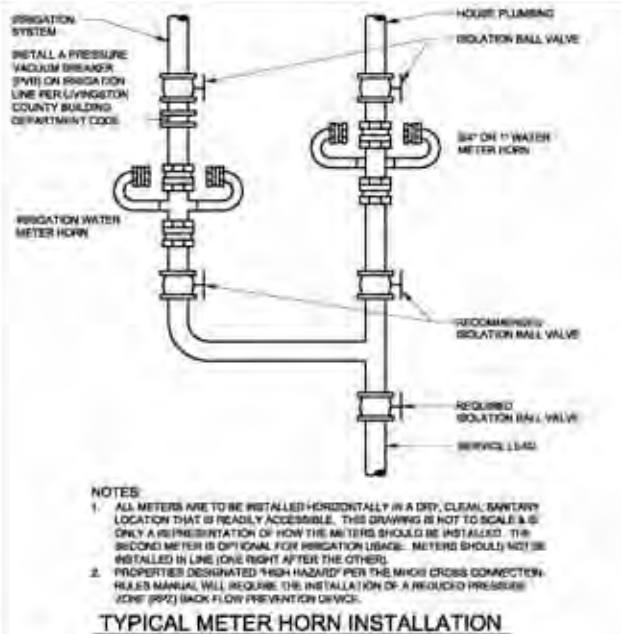 IRRIGATION
SYSTEM
INSTALL A PRESSURE
VACUUM BREAKER
(PVB) ON IRRIGATION
LINE PER LIVINGSTON
COUNTY BUILDING
DEPARTMENT CODE
IRRIGATION WATER
METER HORN
HOUSE PLUMBING
ISOLATION BALL VALVE
3/4" OR 1" WATER
METER HORN
RECOMMENDED
ISOLATION BALL VALVE
REQUIRED
ISOLATION BALL VALVE
SERVICE LEAD
NOTES:
1. ALL METERS ARE TO BE INSTALLED HORIZONTALLY IN A DRY, CLEAN, SANITARY
LOCATION THAT IS READILY ACCESSIBLE. THIS DRAWING IS NOT TO SCALE & IS
ONLY A REPRESENTATION OF HOW THE METERS SHOULD BE INSTALLED. THE
SECOND METER IS OPTIONAL FOR IRRIGATION USAGE. METERS SHOULD NOT BE
INSTALLED IN LINE (ONE RIGHT AFTER THE OTHER).
2. PROPERTIES DESIGNATED "HIGH HAZARD" PER THE CROSS CONNECTION
RULES MANUAL WILL REQUIRE THE INSTALLATION OF A REDUCED PRESSURE
ZONE (RPZ) BACK FLOW PREVENTION DEVICE.
TYPICAL METER HORN INSTALLATION